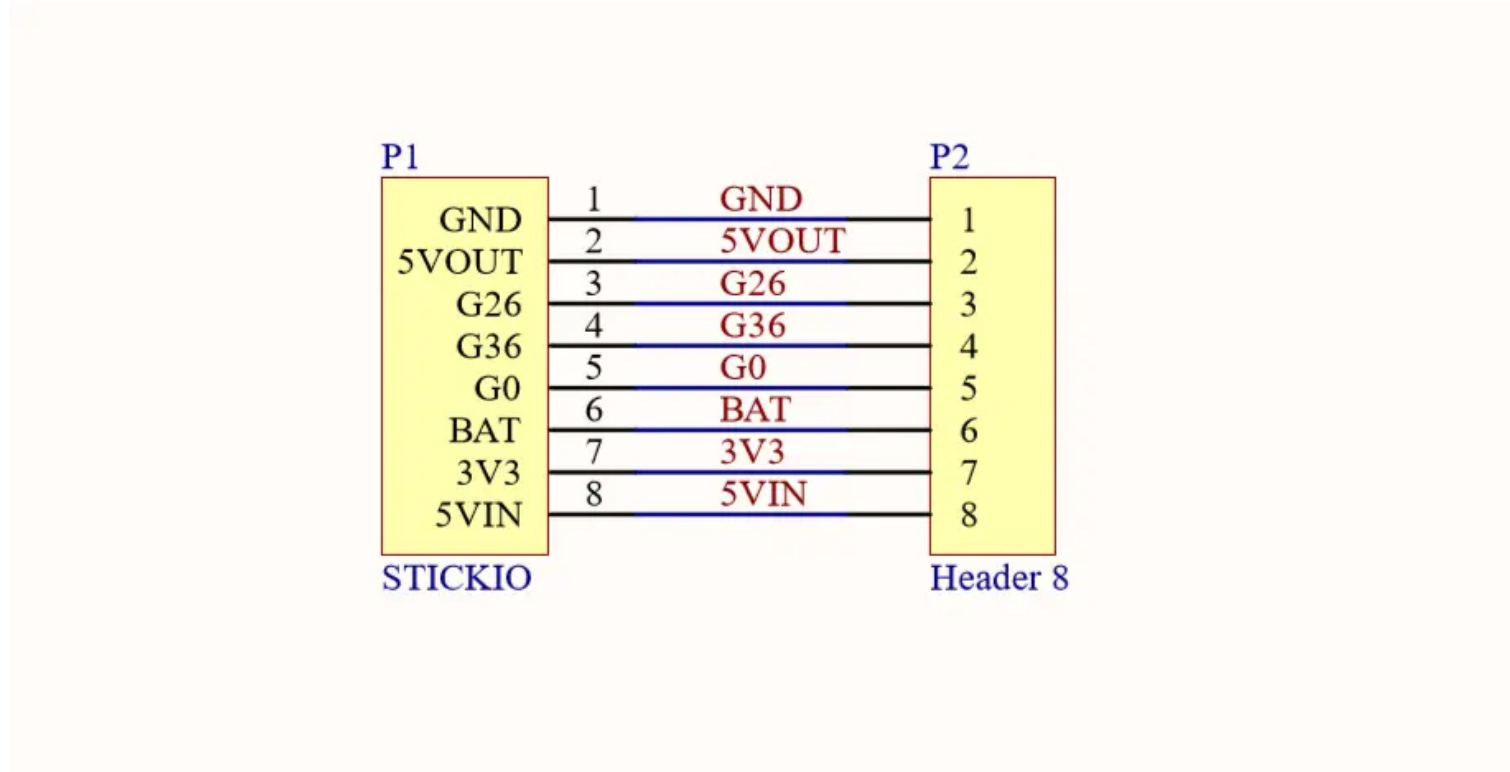 P1 P2
1 GND
GND 1
2 5VOUT
5VOUT 2
3 G26
G26 3
4 G36
G36 4
5 G0
G0 5
6 BAT
BAT 6
7 3V3
3V3 7
8 5VIN
5VIN 8
STICKIO Header 8